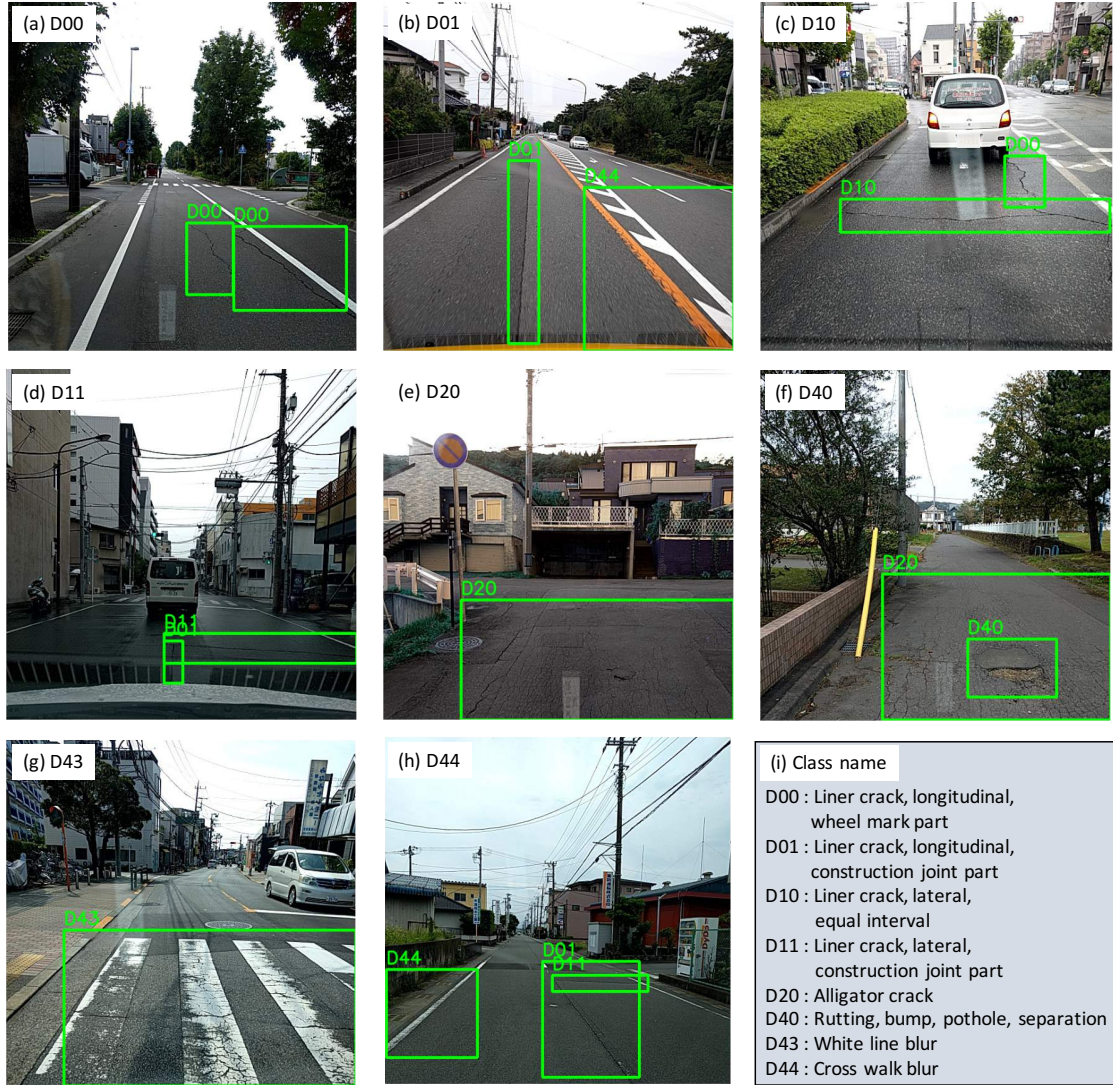 (a) D00
D00
D00
(b) D01
D01
D44
(c) D10
D00
D10
(d) D11
D11
D01
(e) D20
D20
(f) D40
D20
D40
(g) D43
D43
(h) D44
D44
D01
D11
(i) Class name
D00 : Liner crack, longitudinal,
wheel mark part
D01 : Liner crack, longitudinal,
construction joint part
D10 : Liner crack, lateral,
equal interval
D11 : Liner crack, lateral,
construction joint part
D20 : Alligator crack
D40 : Rutting, bump, pothole, separation
D43 : White line blur
D44 : Cross walk blur